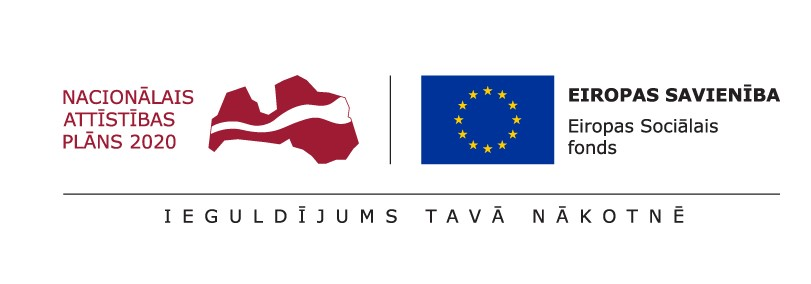 NACIONĀLAIS
ATTĪSTĪBAS
PLĀNS 2020
EIROPAS SAVIENĪBA
Eiropas Sociālais
fonds
IEGULDĪJUMS TAVĀ NĀKOTNĒ